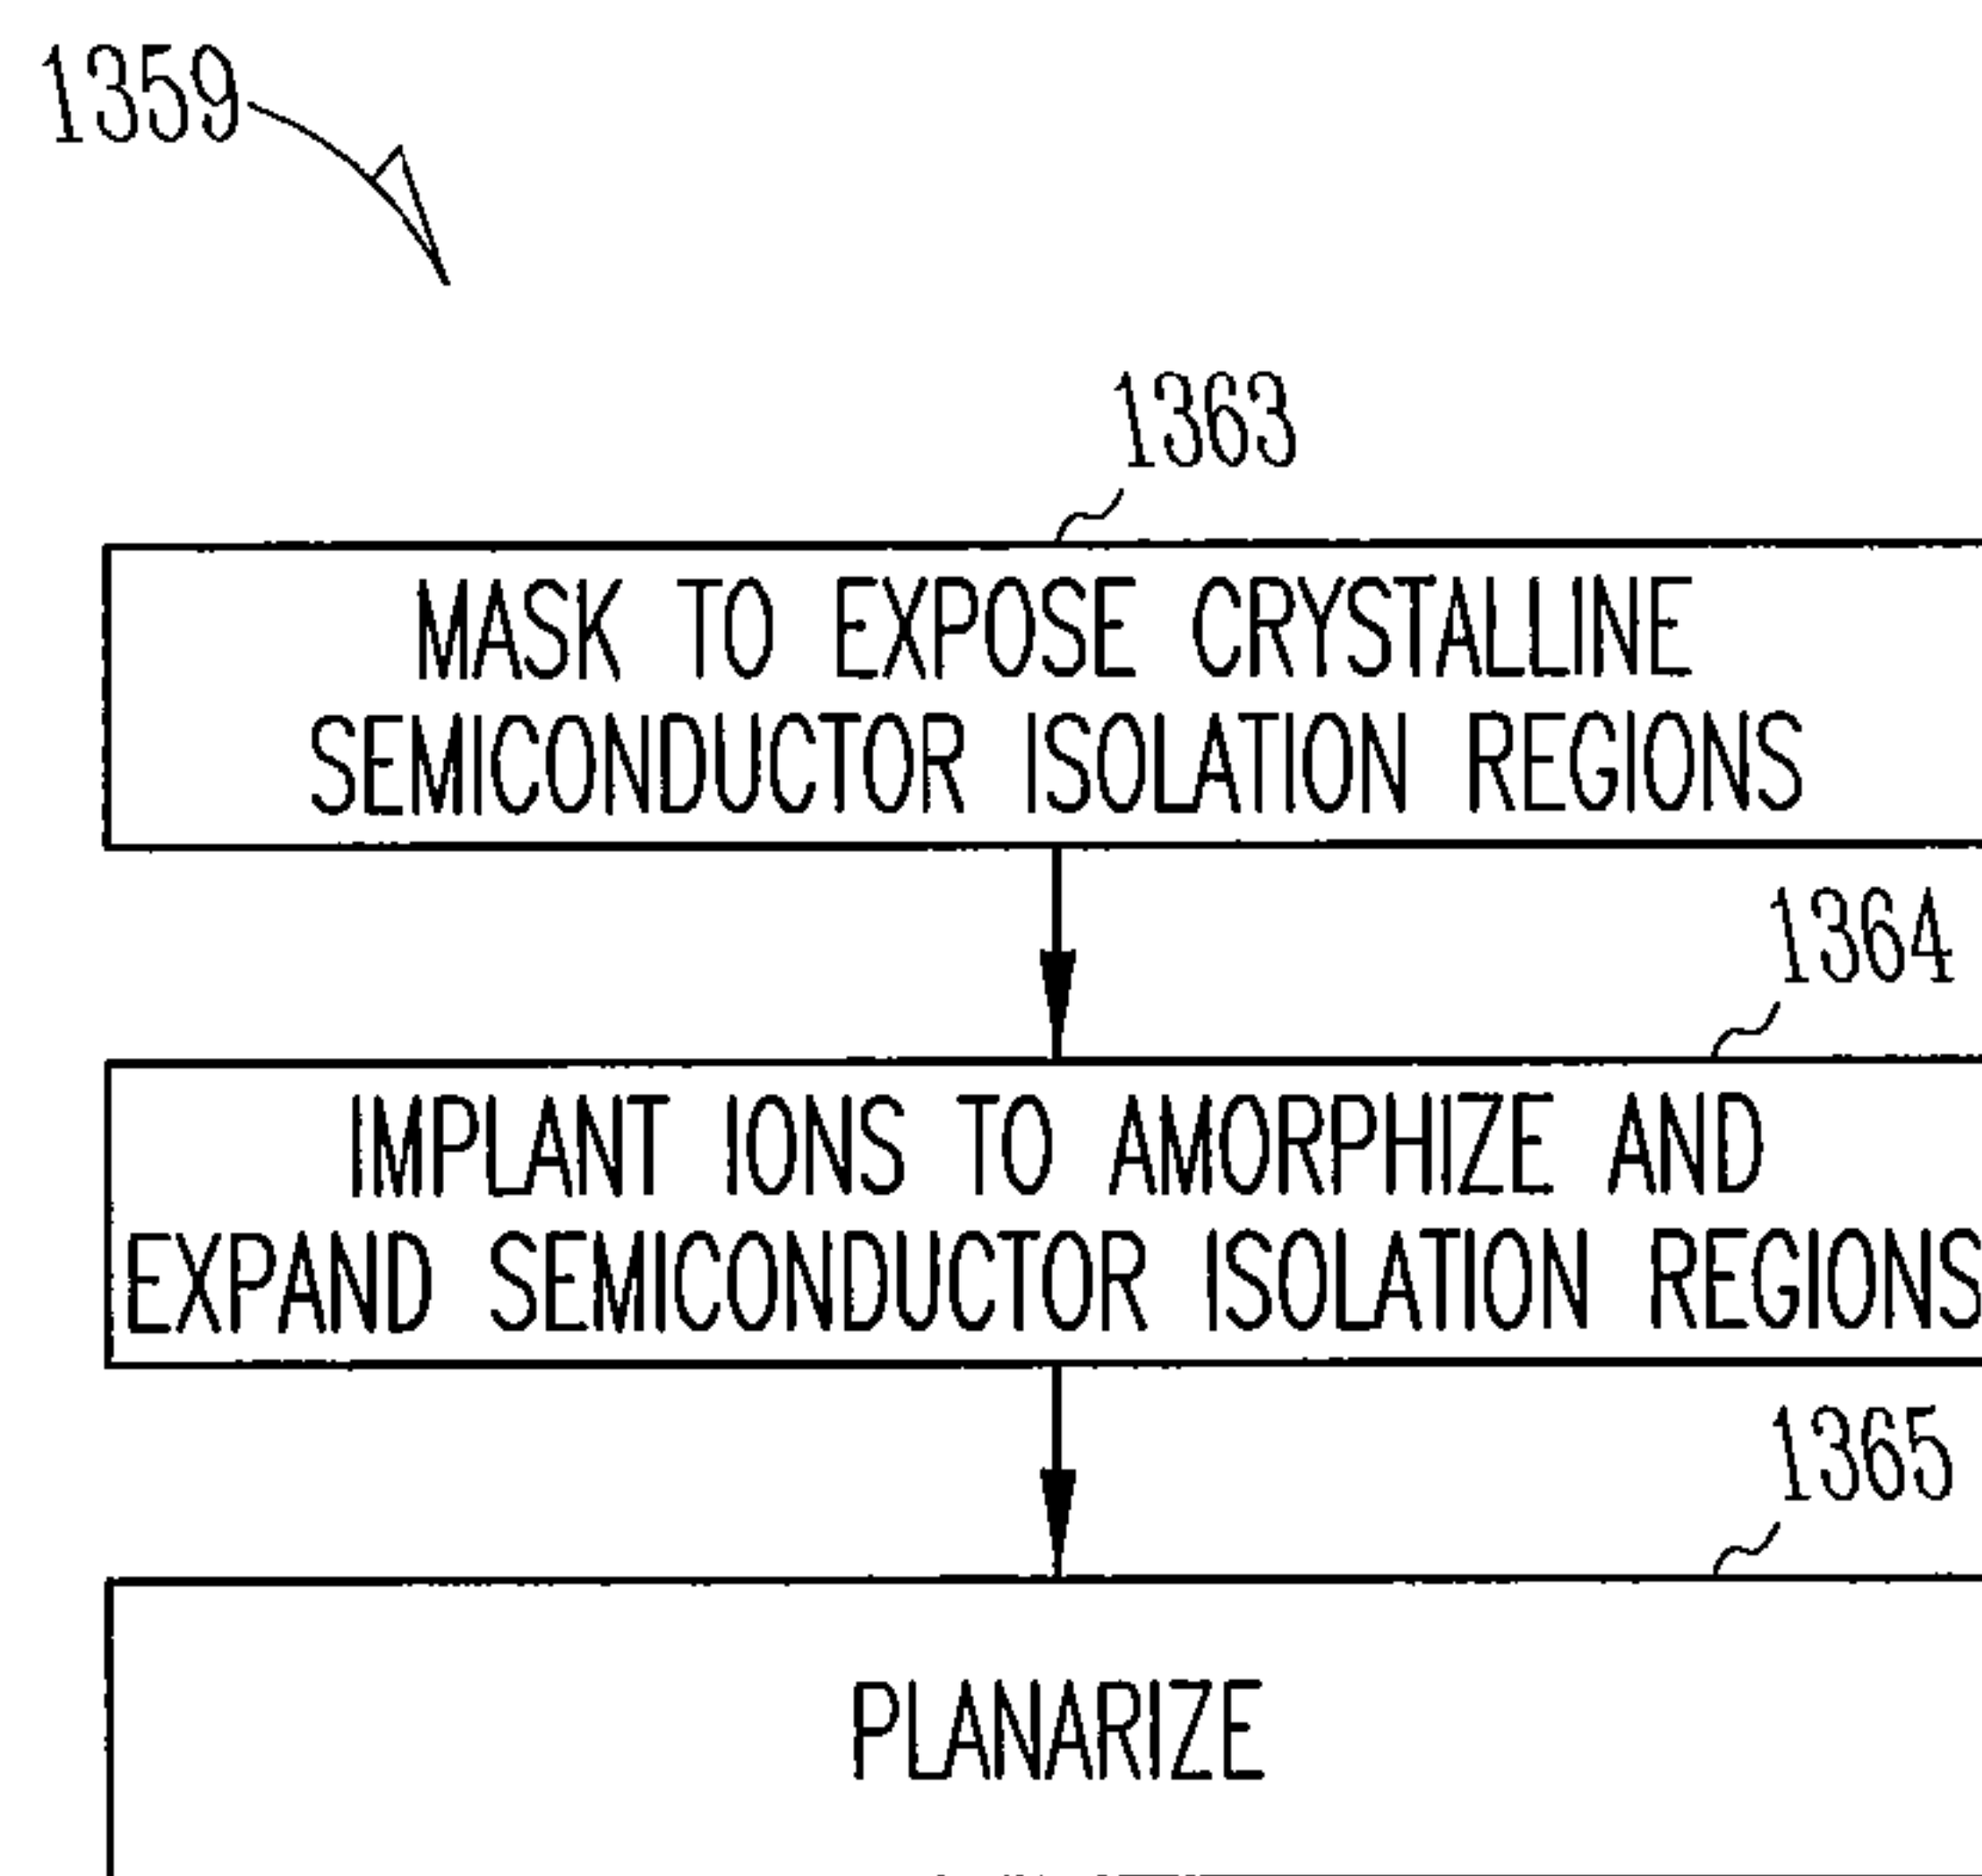 1359
1363
MASK TO EXPOSE CRYSTALLINE
SEMICONDUCTOR ISOLATION REGIONS
1364
IMPLANT IONS TO AMORPHIZE AND
EXPAND SEMICONDUCTOR ISOLATION REGIONS
1365
PLANARIZE